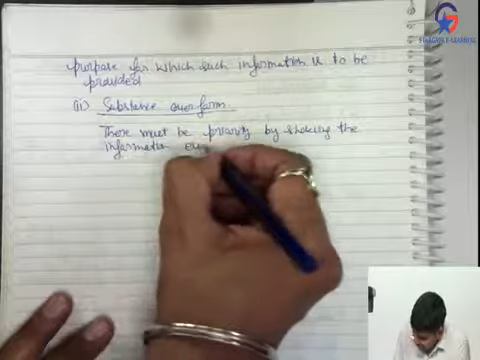 purpose for which such information is to be
provided
(ii) Substance over form
There must be priority by showing the
information